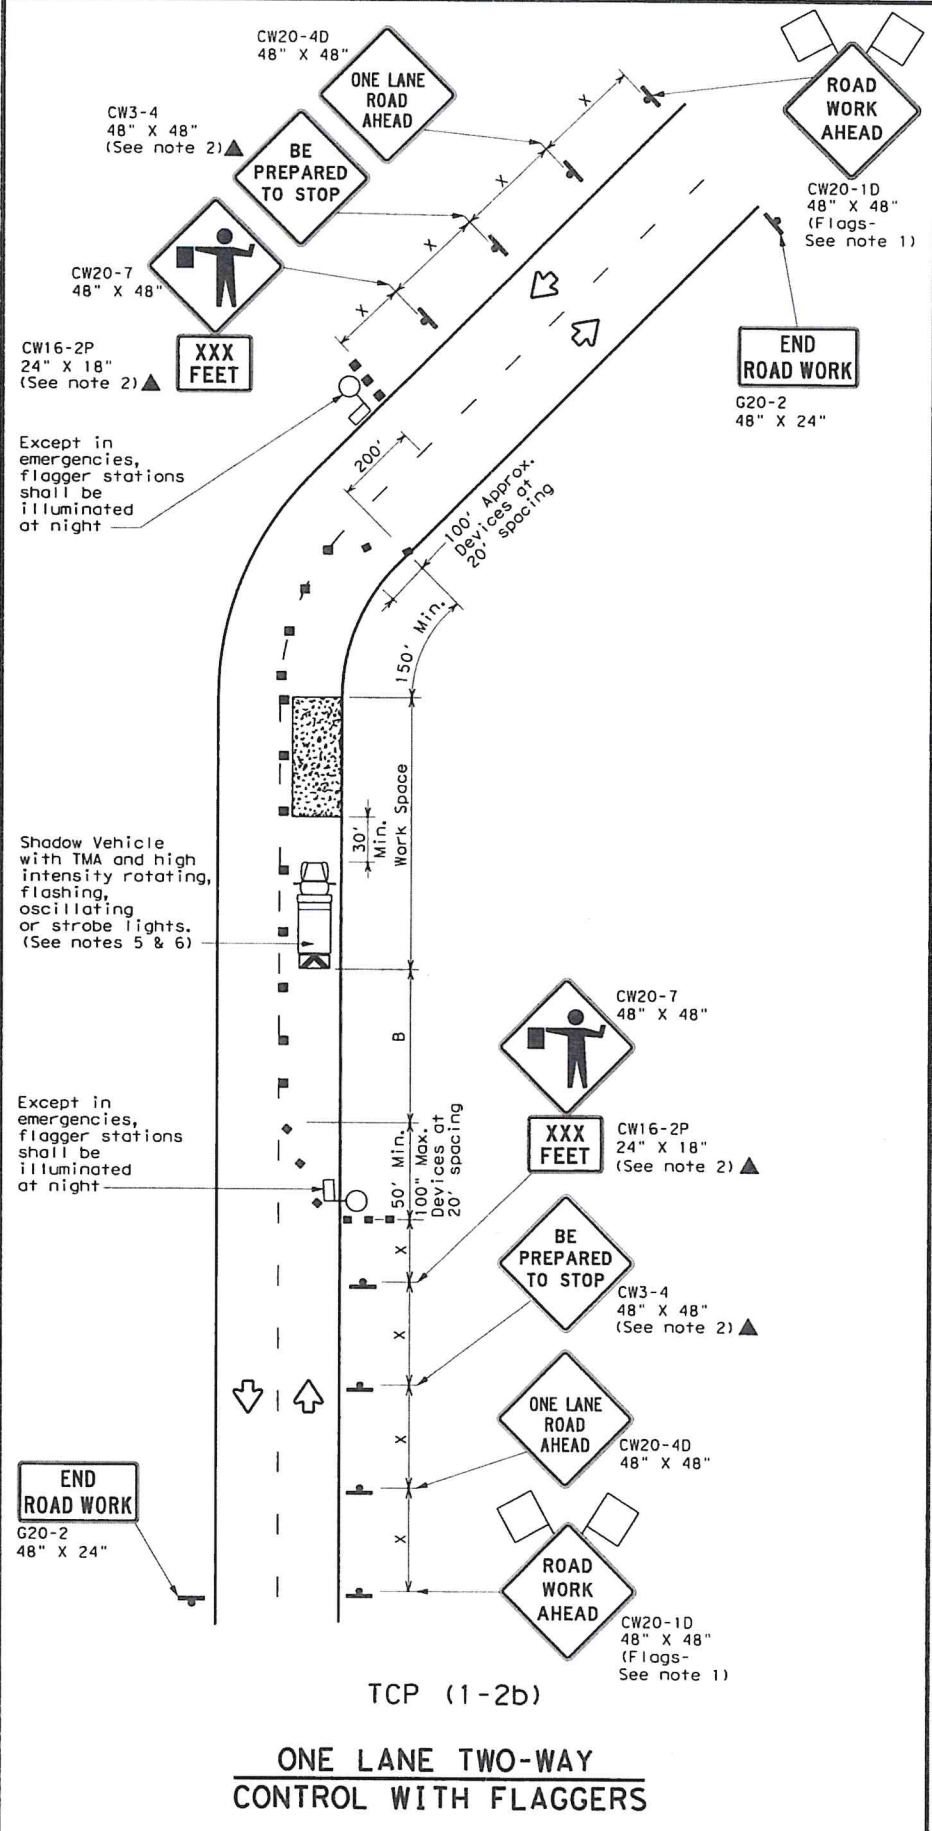 CW20-4D
48" X 48"
ONE LANE
ROAD
AHEAD
CW3-4
48" X 48"
(See note 2)
BE
PREPARED
TO STOP
CW20-7
48" X 48"
CW16-2P
24" X 18"
(See note 2)
XXX
FEET
X
X
X
X
ROAD
WORK
AHEAD
CW20-1D
48" X 48"
(Flags-
See note 1)
END
ROAD WORK
G20-2
48" X 24"
Except in
emergencies,
flagger stations
shall be
illuminated
at night
200'
100' Approx.
Devices at
20' spacing
150' Min.
Work Space
30'
Min.
Shadow Vehicle
with TMA and high
intensity rotating,
flashing,
oscillating
or strobe lights.
(See notes 5 & 6)
B
Except in
emergencies,
flagger stations
shall be
illuminated
at night
50' Min.
100" Max.
Devices at
20' spacing
CW20-7
48" X 48"
XXX
FEET
CW16-2P
24" X 18"
(See note 2)
X
BE
PREPARED
TO STOP
CW3-4
48" X 48"
(See note 2)
X
ONE LANE
ROAD
AHEAD
CW20-4D
48" X 48"
X
END
ROAD WORK
G20-2
48" X 24"
X
ROAD
WORK
AHEAD
CW20-1D
48" X 48"
(Flags-
See note 1)
TCP (1-2b)
ONE LANE TWO-WAY
CONTROL WITH FLAGGERS